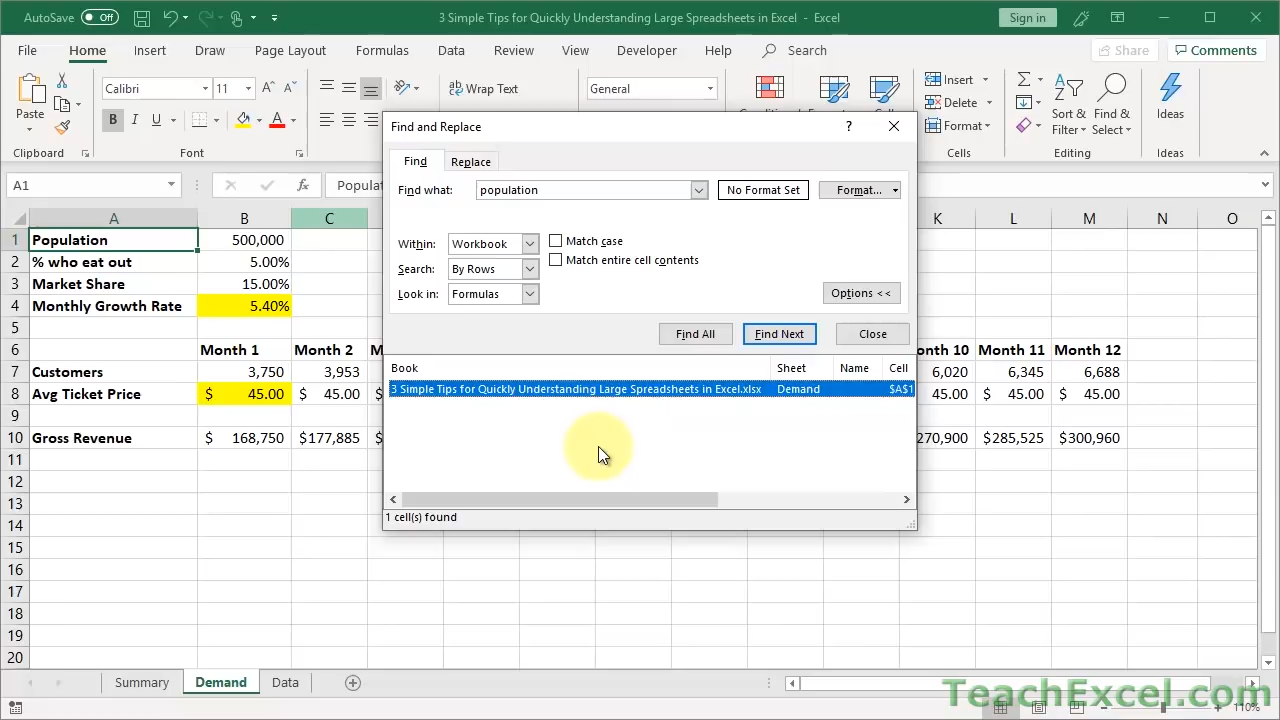 AutoSave Off 3 Simple Tips for Quickly Understanding Large Spreadsheets in Excel - Excel Sign in
File Home Insert Draw Page Layout Formulas Data Review View Developer Help Search Share Comments
Paste Calibri 11 Wrap Text General Insert Sort & Find & Ideas
B I U A Delete Filter Select
Format
Clipboard Font Cells Editing Ideas
A1 fx
Find and Replace ? 
Find Replace
Find what: population No Format Set Format...
Within: Workbook Match case
Search: By Rows Match entire cell contents
Look in: Formulas Options <<
Find All Find Next Close
Book Sheet Name Cell
3 Simple Tips for Quickly Understanding Large Spreadsheets in Excel.xlsx Demand $A$1
1 cell(s) found
A B C K L M N O
1 Population 500,000
2 % who eat out 5.00%
3 Market Share 15.00%
4 Monthly Growth Rate 5.40%
5
6 Month 1 Month 2 Month 11 Month 12
7 Customers 3,750 3,953 6,020 6,345 6,688
8 Avg Ticket Price $ 45.00 $ 45.00 $ 45.00 $ 45.00 $ 45.00
9
10 Gross Revenue $ 168,750 $177,885 $ 270,900 $285,525 $300,960
11
12
13
14
15
16
17
18
19
20
Summary Demand Data
TeachExcel.com
110%